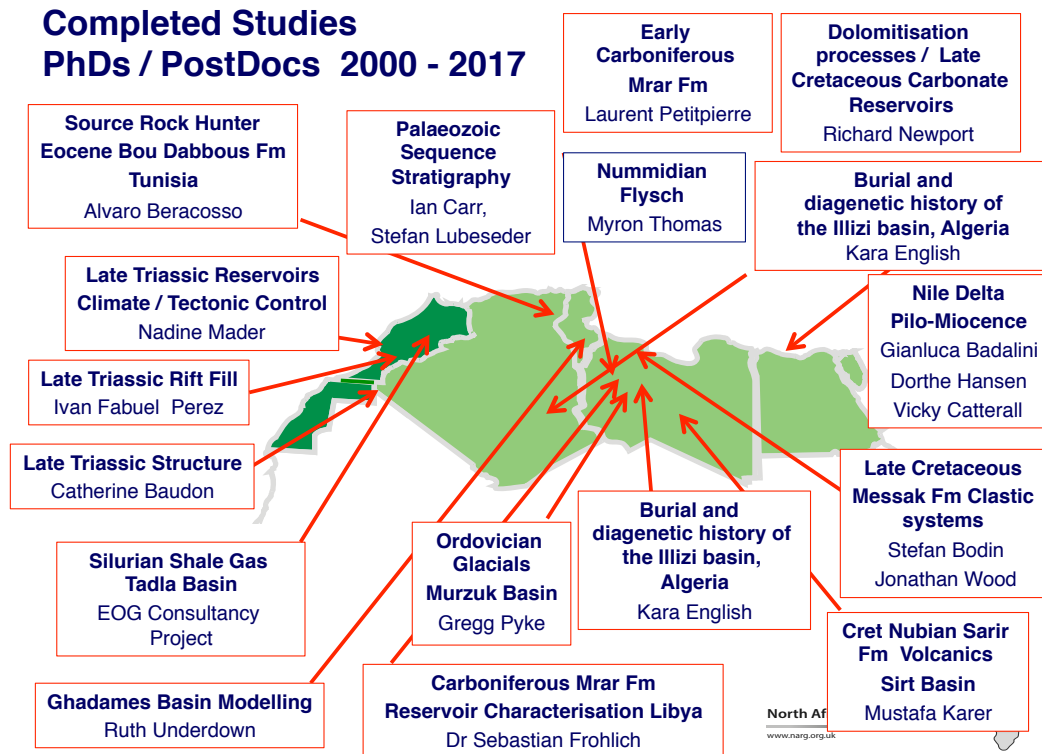 Completed Studies
PhDs / PostDocs 2000 - 2017
Early
Carboniferous
Mrar Fm
Laurent Petitpierre
Dolomitisation
processes / Late
Cretaceous Carbonate
Reservoirs
Richard Newport
Source Rock Hunter
Eocene Bou Dabbous Fm
Tunisia
Alvaro Beracosso
Palaeozoic
Sequence
Stratigraphy
Ian Carr,
Stefan Lubeseder
Nummidian
Flysch
Myron Thomas
Burial and
diagenetic history of
the Illizi basin, Algeria
Kara English
Late Triassic Reservoirs
Climate / Tectonic Control
Nadine Mader
Nile Delta
Pilo-Miocence
Gianluca Badalini
Dorthe Hansen
Vicky Catterall
Late Triassic Rift Fill
Ivan Fabuel Perez
Late Triassic Structure
Catherine Baudon
Late Cretaceous
Messak Fm Clastic
systems
Stefan Bodin
Jonathan Wood
Silurian Shale Gas
Tadla Basin
EOG Consultancy
Project
Ordovician
Glacials
Murzuk Basin
Gregg Pyke
Burial and
diagenetic history of
the Illizi basin,
Algeria
Kara English
Cret Nubian Sarir
Fm Volcanics
Sirt Basin
Mustafa Karer
Ghadames Basin Modelling
Ruth Underdown
Carboniferous Mrar Fm
Reservoir Characterisation Libya
Dr Sebastian Frohlich
North Af
www.narg.org.uk